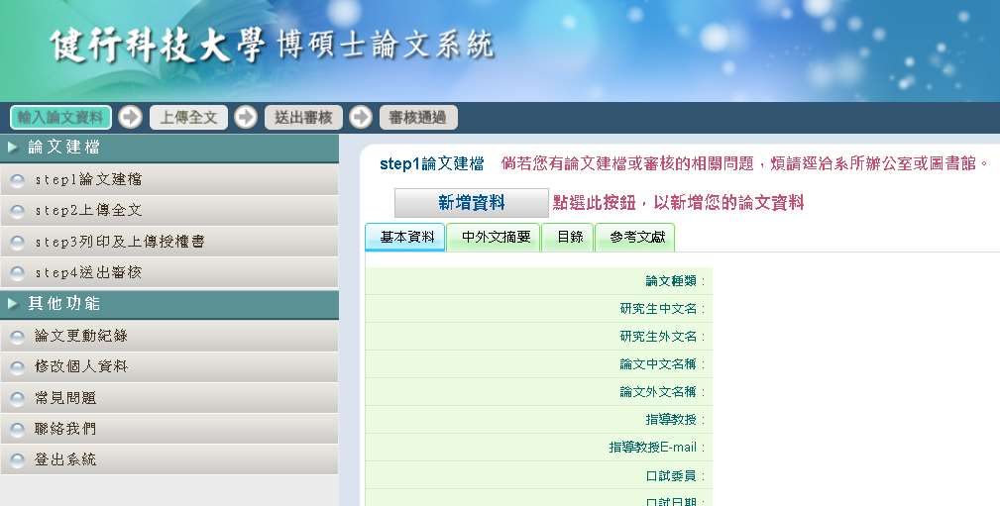 健行科技大學 博碩士論文系統
輸入論文資料 上傳全文 送出審核 審核通過
論文建檔
step1論文建檔
step2上傳全文
step3列印及上傳授權書
step4送出審核
其他功能
論文更動紀錄
修改個人資料
常見問題
聯絡我們
登出系統
step1論文建檔 倘若您有論文建檔或審核的相關問題，煩請逕洽系所辦公室或圖書館。
新增資料 點選此按鈕，以新增您的論文資料
基本資料 中外文摘要 目錄 參考文獻
論文種類：
研究生中文名：
研究生外文名：
論文中文名稱：
論文外文名稱：
指導教授：
指導教授E-mail：
口試委員：
口試日期：